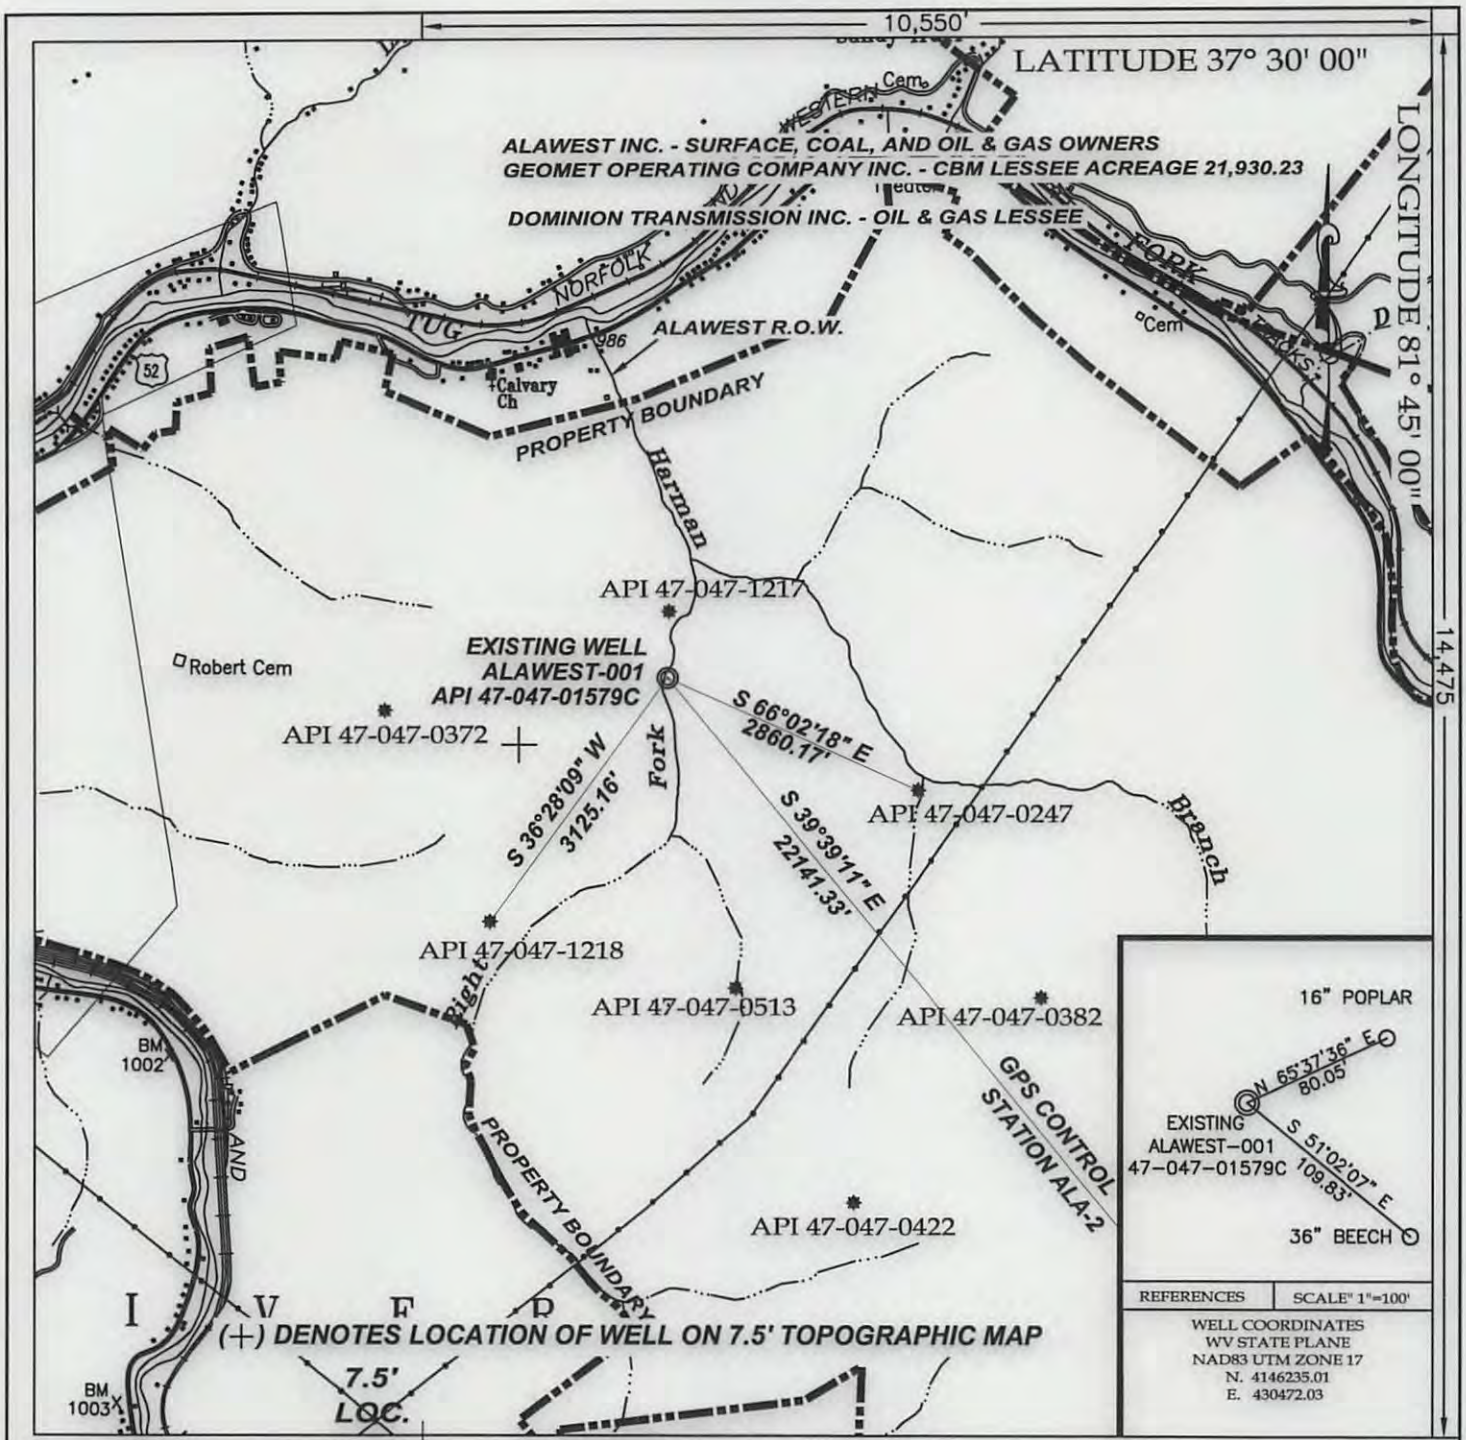 10,550'
LATITUDE 37° 30' 00"
Cem
WESTERN
ALAWEST INC. - SURFACE, COAL, AND OIL & GAS OWNERS
GEOMET OPERATING COMPANY INC. - CBM LESSEE ACREAGE 21,930.23
DOMINION TRANSMISSION INC. - OIL & GAS LESSEE
LONGITUDE 81° 45' 00"
FORK
NORFOLK
TUG
ALAWEST R.O.W.
986
Cem
D
52
Calvary
Ch
PROPERTY BOUNDARY
Harman
API 47-047-1217
EXISTING WELL
ALAWEST-001
API 47-047-01579C
Robert Cem
14,475
API 47-047-0372
S 66°02'18" E
2860.17'
S 36°28'09" W
3125.16'
Fork
S 39°39'11" E
22141.33'
API 47-047-0247
Branch
API 47-047-1218
Right
API 47-047-0513
API 47-047-0382
BM
1002
GPS CONTROL
STATION ALA-2
AND
PROPERTY BOUNDARY
API 47-047-0422
16" POPLAR
N 65°37'36" E
80.05'
EXISTING
ALAWEST-001
47-047-01579C
S 51°02'07" E
109.83'
36" BEECH
REFERENCES
SCALE" 1"=100'
WELL COORDINATES
WV STATE PLANE
NAD83 UTM ZONE 17
N. 4146235.01
E. 430472.03
I V E R
(+) DENOTES LOCATION OF WELL ON 7.5' TOPOGRAPHIC MAP
7.5'
LOC.
BM
1003